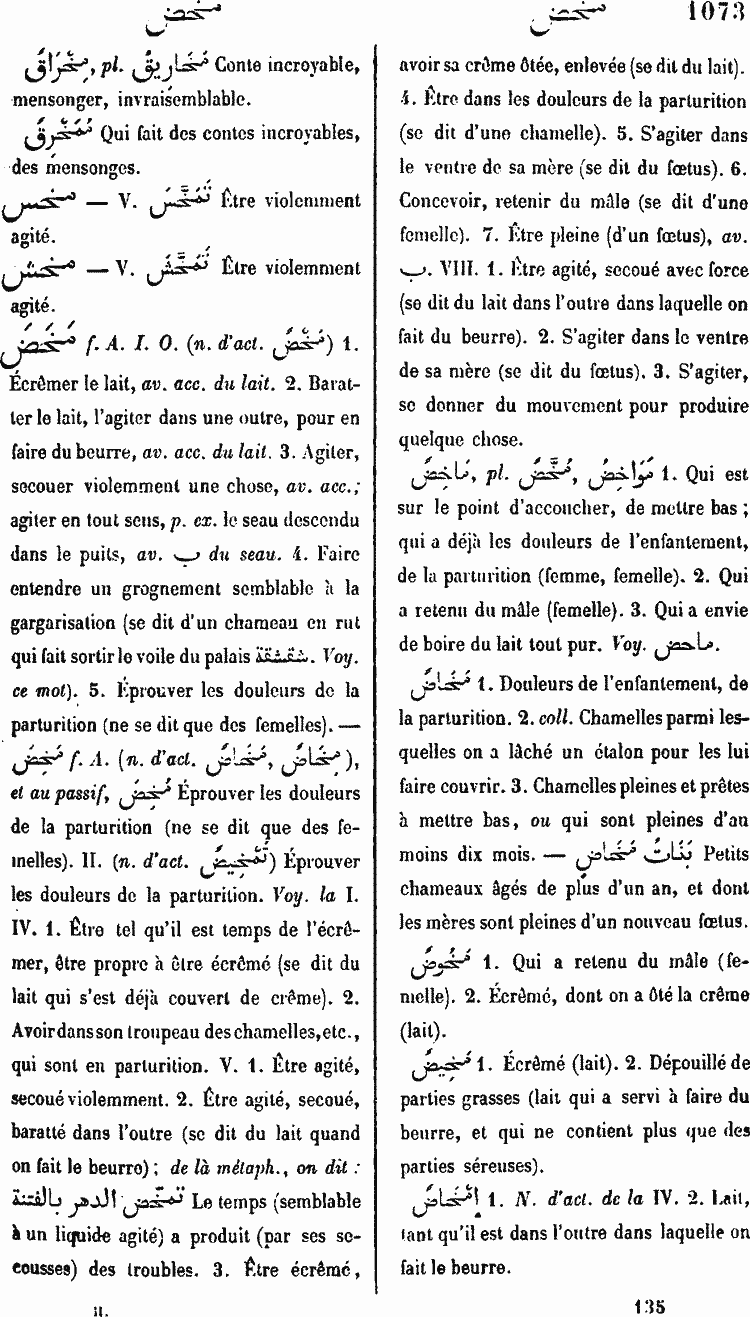 مخض مخض 1073
مِخْرَاقٌ, pl. مَخَارِيقُ Conte incroyable,
mensonger, invraisemblable.
مُمَخْرِقٌ Qui fait des contes incroyables,
des mensonges.
مخس — V. تَمَخَّسَ Être violemment
agité.
مخش — V. تَمَخَّشَ Être violemment
agité.
مَخَضَ f. A. I. O. (n. d'act. مَخْضٌ) 1.
Écrêmer le lait, av. acc. du lait. 2. Barat-
ter le lait, l'agiter dans une outre, pour en
faire du beurre, av. acc. du lait. 3. Agiter,
secouer violemment une chose, av. acc.;
agiter en tout sens, p. ex. le seau descendu
dans le puits, av. ب du seau. 4. Faire
entendre un grognement semblable à la
gargarisation (se dit d'un chameau en rut
qui fait sortir le voile du palais شقشقة. Voy.
ce mot). 5. Éprouver les douleurs de la
parturition (ne se dit que des femelles). —
مَخِضَ f. A. (n. d'act. مَخَاضٌ, مِخَاضٌ),
et au passif, مُخِضَ Éprouver les douleurs
de la parturition (ne se dit que des fe-
melles). II. (n. d'act. تَمْخِيضٌ) Éprouver
les douleurs de la parturition. Voy. la I.
IV. 1. Être tel qu'il est temps de l'écrê-
mer, être propre à être écrêmé (se dit du
lait qui s'est déjà couvert de crême). 2.
Avoir dans son troupeau des chamelles, etc.,
qui sont en parturition. V. 1. Être agité,
secoué violemment. 2. Être agité, secoué,
baratté dans l'outre (se dit du lait quand
on fait le beurre); de là métaph., on dit :
تمخّض الدهر بالفتنة Le temps (semblable
à un liquide agité) a produit (par ses se-
cousses) des troubles. 3. Être écrêmé,
II.
avoir sa crême ôtée, enlevée (se dit du lait).
4. Être dans les douleurs de la parturition
(se dit d'une chamelle). 5. S'agiter dans
le ventre de sa mère (se dit du fœtus). 6.
Concevoir, retenir du mâle (se dit d'une
femelle). 7. Être pleine (d'un fœtus), av.
ب. VIII. 1. Être agité, secoué avec force
(se dit du lait dans l'outre dans laquelle on
fait du beurre). 2. S'agiter dans le ventre
de sa mère (se dit du fœtus). 3. S'agiter,
se donner du mouvement pour produire
quelque chose.
مَاخِضٌ, pl. مُخَّضٌ, مَوَاخِضُ 1. Qui est
sur le point d'accoucher, de mettre bas;
qui a déjà les douleurs de l'enfantement,
de la parturition (femme, femelle). 2. Qui
a retenu du mâle (femelle). 3. Qui a envie
de boire du lait tout pur. Voy. ماحض.
مَخَاضٌ 1. Douleurs de l'enfantement, de
la parturition. 2. coll. Chamelles parmi les-
quelles on a lâché un étalon pour les lui
faire couvrir. 3. Chamelles pleines et prêtes
à mettre bas, ou qui sont pleines d'au
moins dix mois. — بَنَاتُ مَخَاضٍ Petits
chameaux âgés de plus d'un an, et dont
les mères sont pleines d'un nouveau fœtus.
مَخُوضٌ 1. Qui a retenu du mâle (fe-
melle). 2. Écrêmé, dont on a ôté la crême
(lait).
مَخِيضٌ 1. Écrêmé (lait). 2. Dépouillé de
parties grasses (lait qui a servi à faire du
beurre, et qui ne contient plus que des
parties séreuses).
إِمْخَاضٌ 1. N. d'act. de la IV. 2. Lait,
tant qu'il est dans l'outre dans laquelle on
fait le beurre.
135